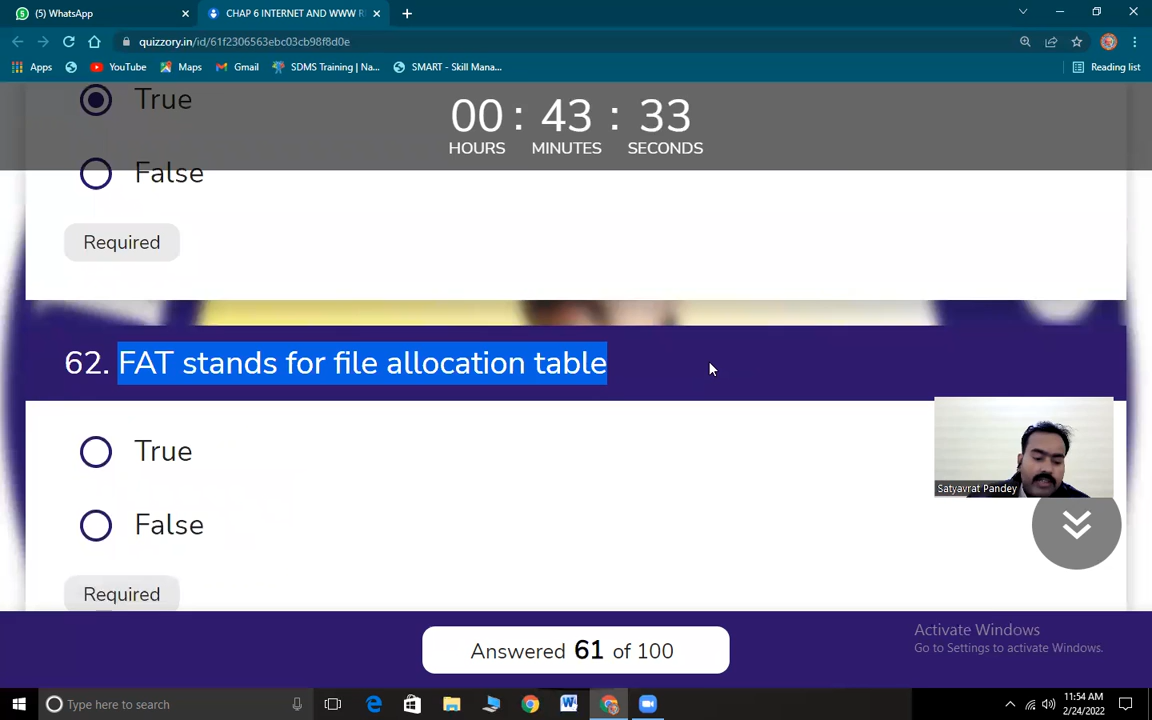 (5) WhatsApp
CHAP 6 INTERNET AND WWW R
quizzory.in/id/61f2306563ebc03cb98f8d0e
Apps
YouTube
Maps
Gmail
SDMS Training | Na...
SMART - Skill Mana...
Reading list
True
00 : 43 : 33
HOURS MINUTES SECONDS
False
Required
62. FAT stands for file allocation table
True
False
Required
Satyavrat Pandey
Answered 61 of 100
Activate Windows
Go to Settings to activate Windows.
Type here to search
11:54 AM
2/24/2022